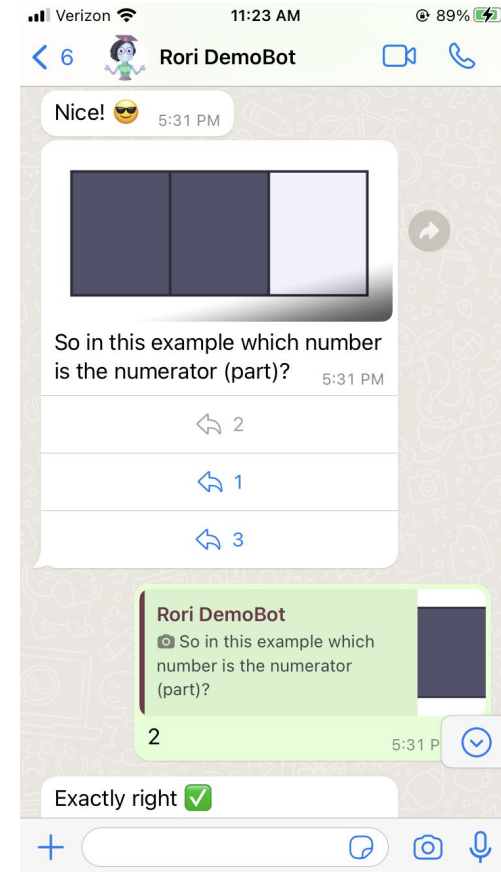 Verizon 11:23 AM 89%
6 Rori DemoBot
Nice! 😎 5:31 PM
So in this example which number
is the numerator (part)? 5:31 PM
2
1
3
Rori DemoBot
So in this example which
number is the numerator
(part)?
2 5:31 P
Exactly right ✅